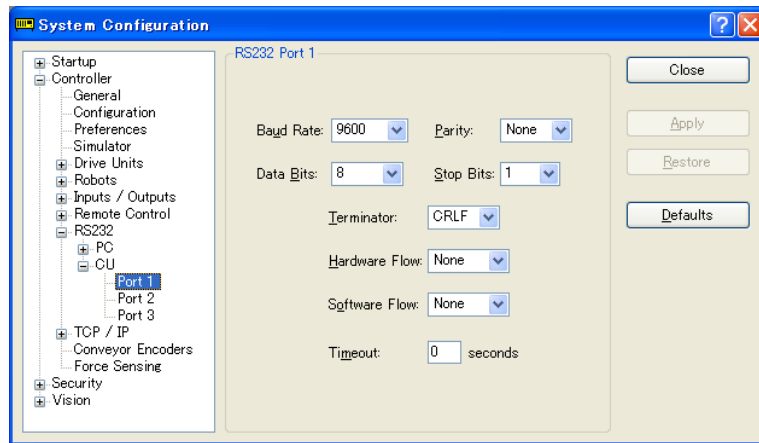 System Configuration
Startup
Controller
General
Configuration
Preferences
Simulator
Drive Units
Robots
Inputs / Outputs
Remote Control
RS232
PC
CU
Port 1
Port 2
Port 3
TCP / IP
Conveyor Encoders
Force Sensing
Security
Vision
RS232 Port 1
Baud Rate: 9600 Parity: None
Data Bits: 8 Stop Bits: 1
Terminator: CRLF
Hardware Flow: None
Software Flow: None
Timeout: 0 seconds
Close
Apply
Restore
Defaults